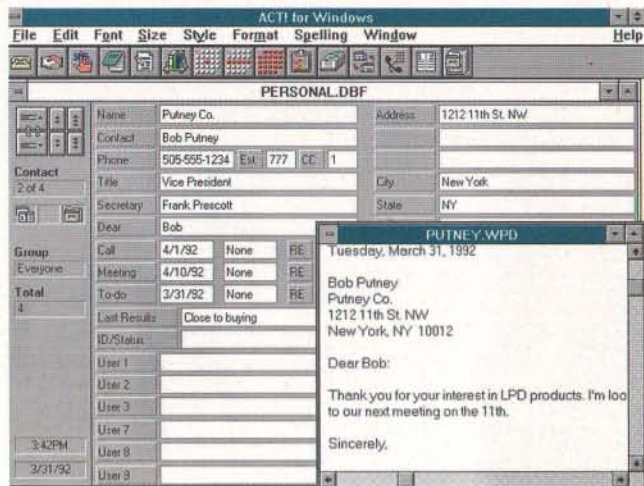 ACT! for Windows
File Edit Font Size Style Format Spelling Window Help
PERSONAL.DBF
Name Putney Co. Address 1212 11th St. NW
Contact Bob Putney
Phone 505-555-1234 Ext 777 CC 1
Contact
2 of 4
Title Vice President City New York
Secretary Frank Prescott State NY
Dear Bob
Group
Everyone
Call 4/1/92 None RE
Meeting 4/10/92 None RE
Total
4
To-do 3/31/92 None RE
Last Results Close to buying
ID/Status
User 1
User 2
User 3
User 7
User 8
User 9
3:42PM
3/31/92
PUTNEY.WPD
Tuesday, March 31, 1992
Bob Putney
Putney Co.
1212 11th St. NW
New York, NY 10012
Dear Bob:
Thank you for your interest in LPD products. I'm loo
to our next meeting on the 11th.
Sincerely,